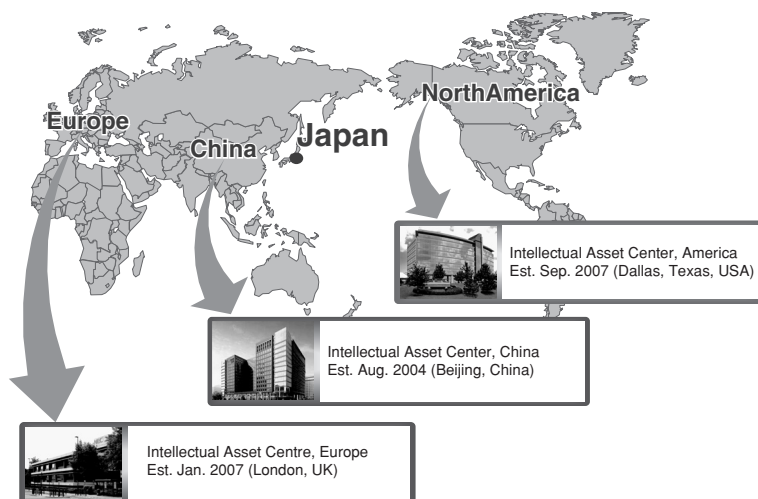 Europe
China
Japan
NorthAmerica
Intellectual Asset Center, America
Est. Sep. 2007 (Dallas, Texas, USA)
Intellectual Asset Center, China
Est. Aug. 2004 (Beijing, China)
Intellectual Asset Centre, Europe
Est. Jan. 2007 (London, UK)